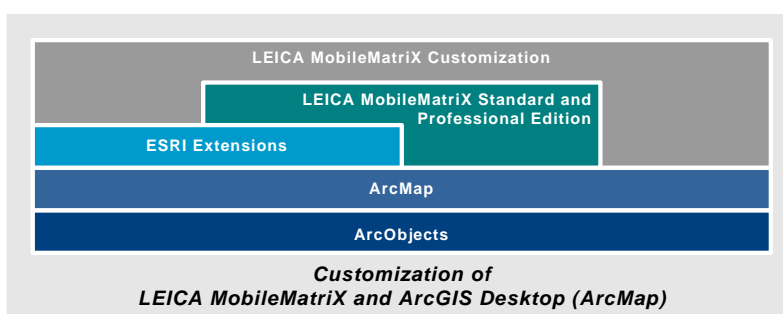 LEICA MobileMatriX Customization
LEICA MobileMatriX Standard and
Professional Edition
ESRI Extensions
ArcMap
ArcObjects
Customization of
LEICA MobileMatriX and ArcGIS Desktop (ArcMap)